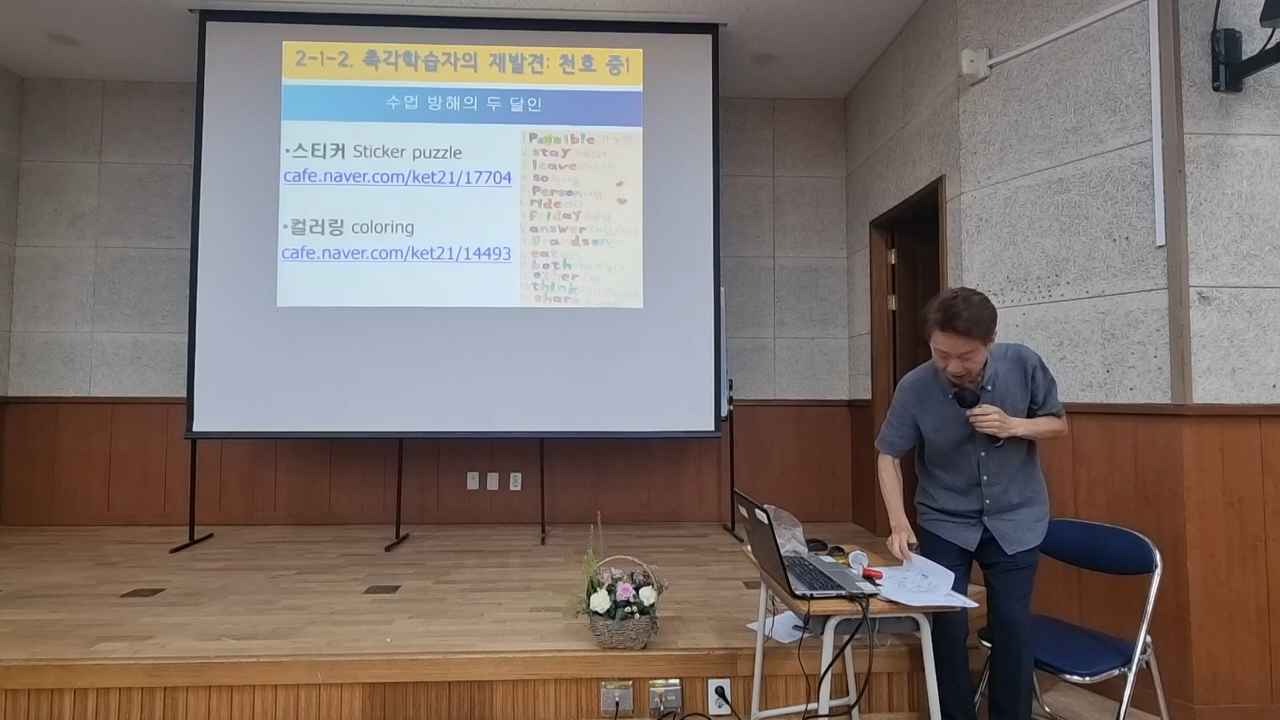 2-1-2. 촉각학습자의 재발견: 천호 중1
수업 방해의 두 달인
•스티커 Sticker puzzle
cafe.naver.com/ket21/17704
•컬러링 coloring
cafe.naver.com/ket21/14493
Possible
stay
leave
so
Person
ride
friday
answer
handsom
eat
both
other
think
share